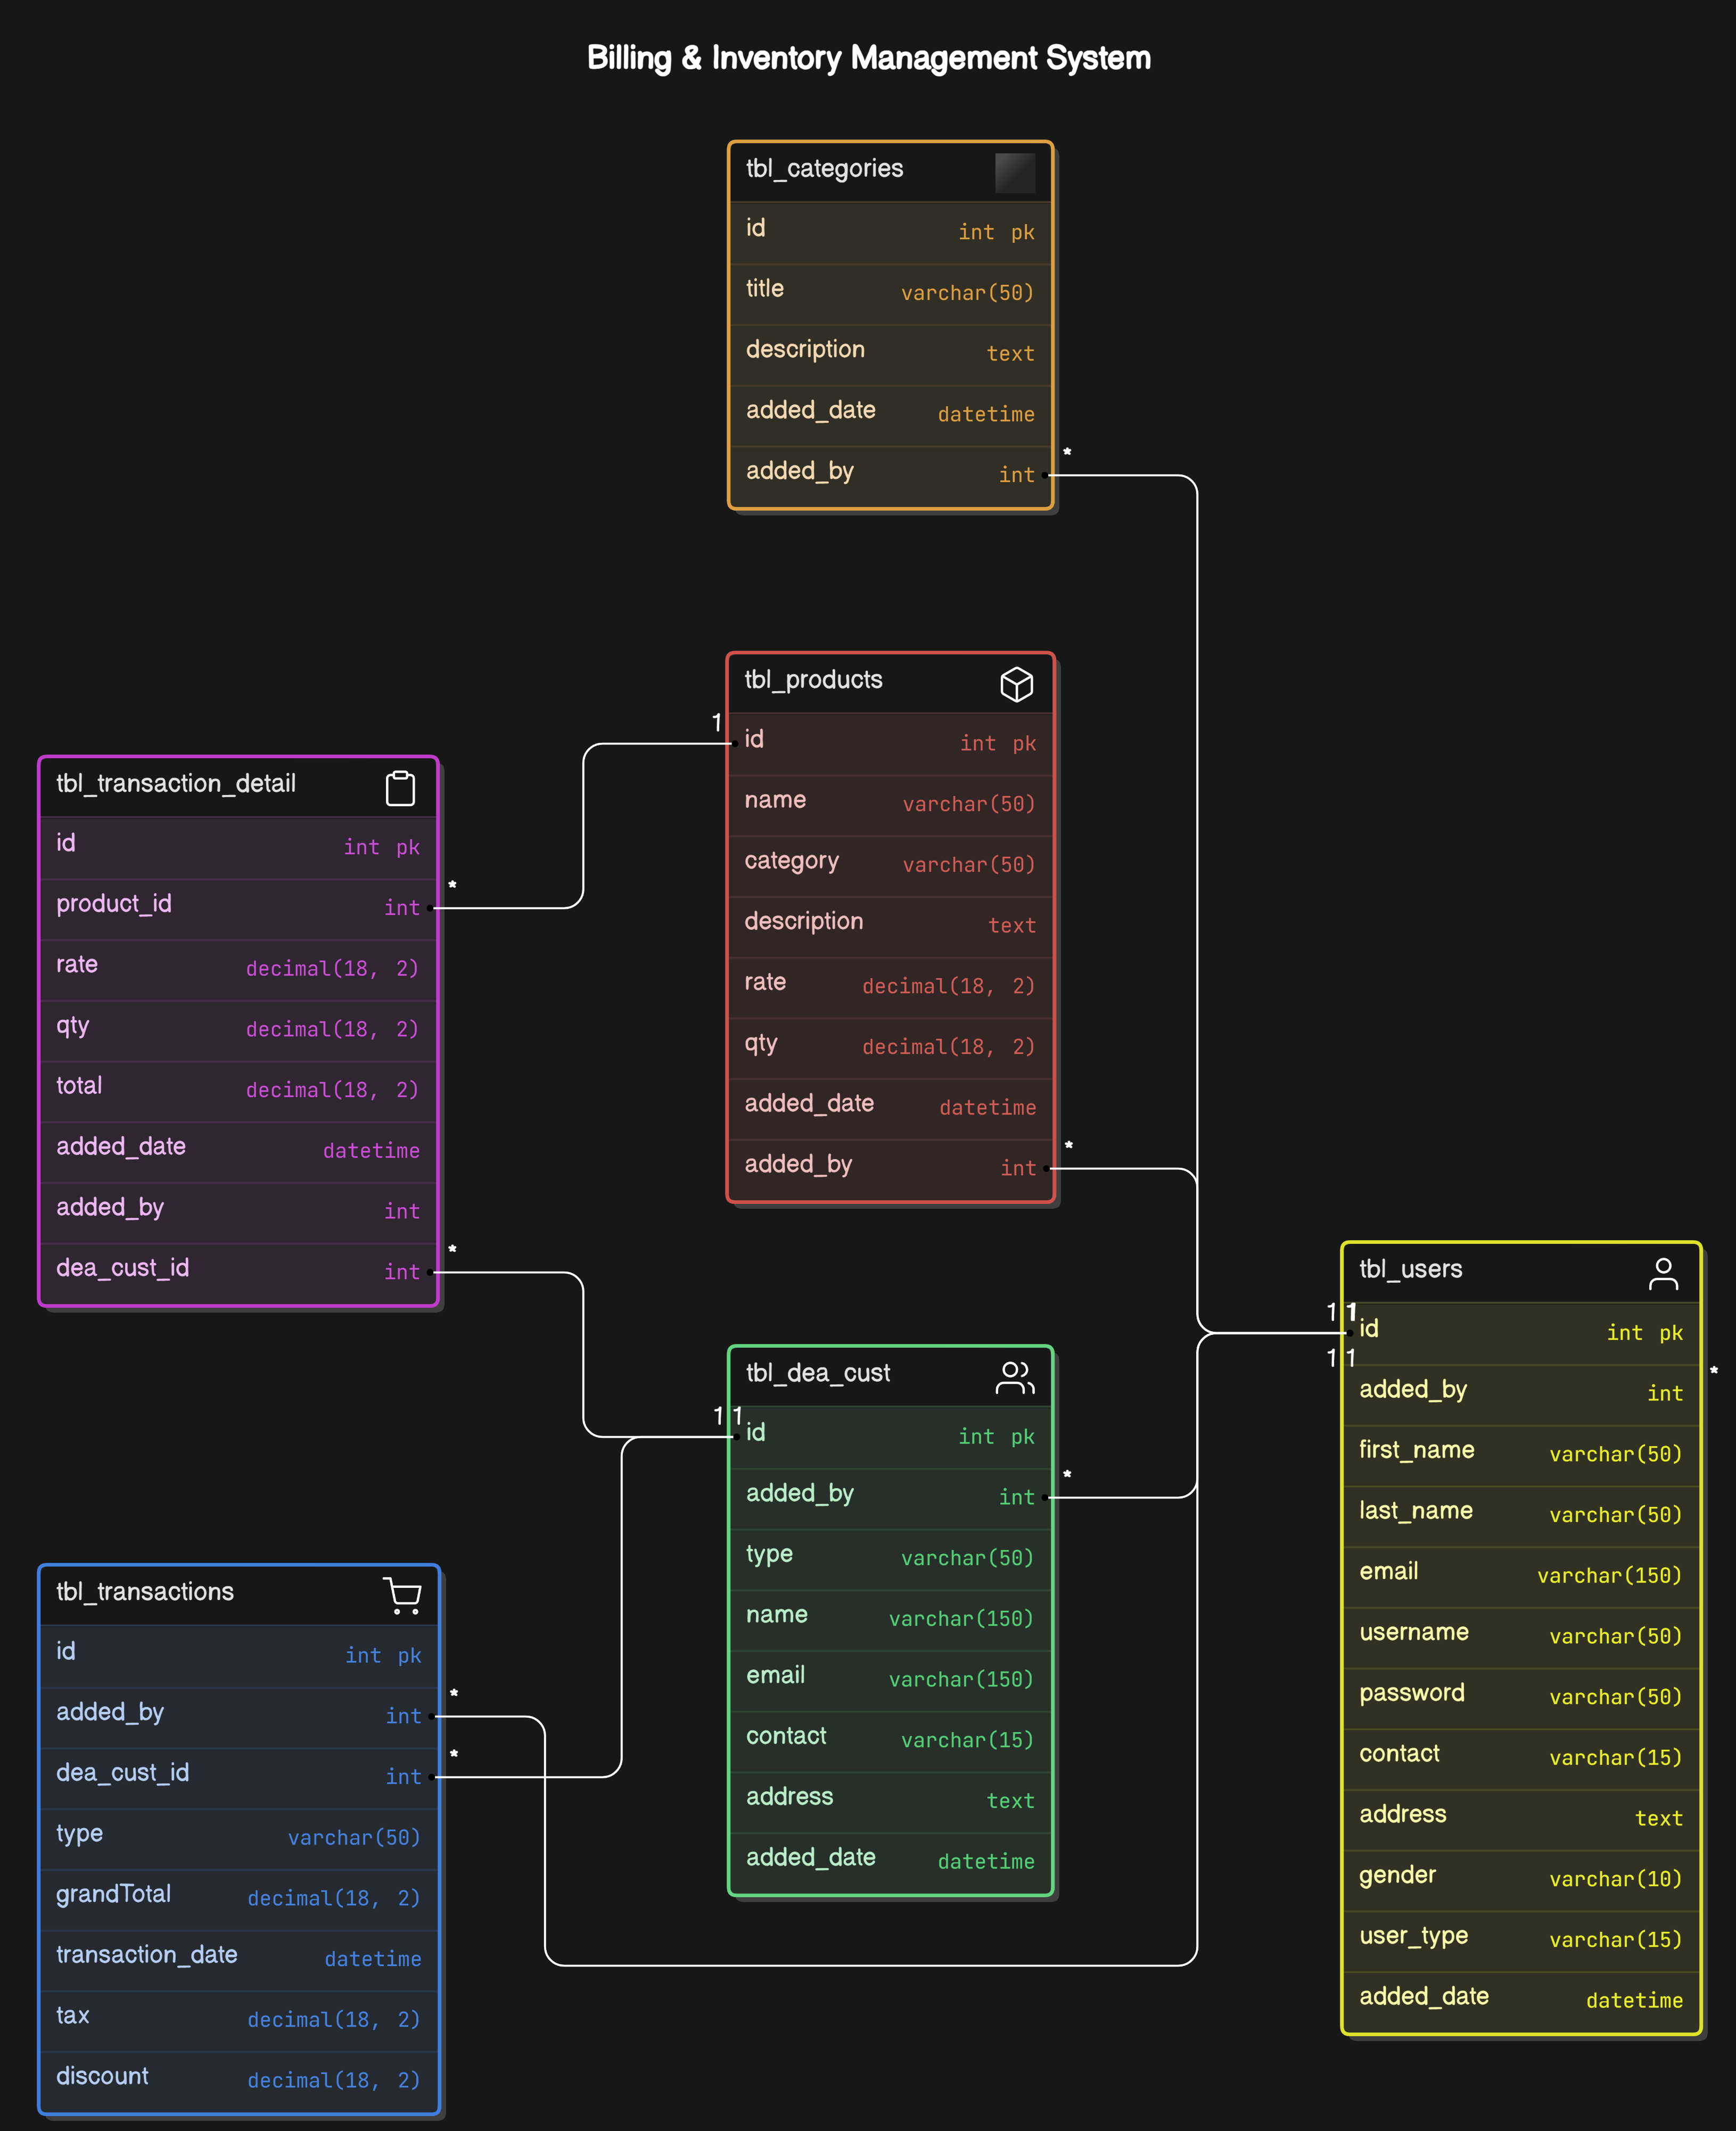 Billing & Inventory Management System
tbl_categories
id int pk
title varchar(50)
description text
added_date datetime
added_by int
*
tbl_products
1
id int pk
name varchar(50)
category varchar(50)
description text
rate decimal(18, 2)
qty decimal(18, 2)
added_date datetime
added_by int
*
tbl_transaction_detail
id int pk
product_id int
*
rate decimal(18, 2)
qty decimal(18, 2)
total decimal(18, 2)
added_date datetime
added_by int
dea_cust_id int
*
tbl_dea_cust
1 1
id int pk
added_by int
*
type varchar(50)
name varchar(150)
email varchar(150)
contact varchar(15)
address text
added_date datetime
tbl_users
1 1
id int pk
1 1
added_by int
*
first_name varchar(50)
last_name varchar(50)
email varchar(150)
username varchar(50)
password varchar(50)
contact varchar(15)
address text
gender varchar(10)
user_type varchar(15)
added_date datetime
tbl_transactions
id int pk
added_by int
*
dea_cust_id int
*
type varchar(50)
grandTotal decimal(18, 2)
transaction_date datetime
tax decimal(18, 2)
discount decimal(18, 2)